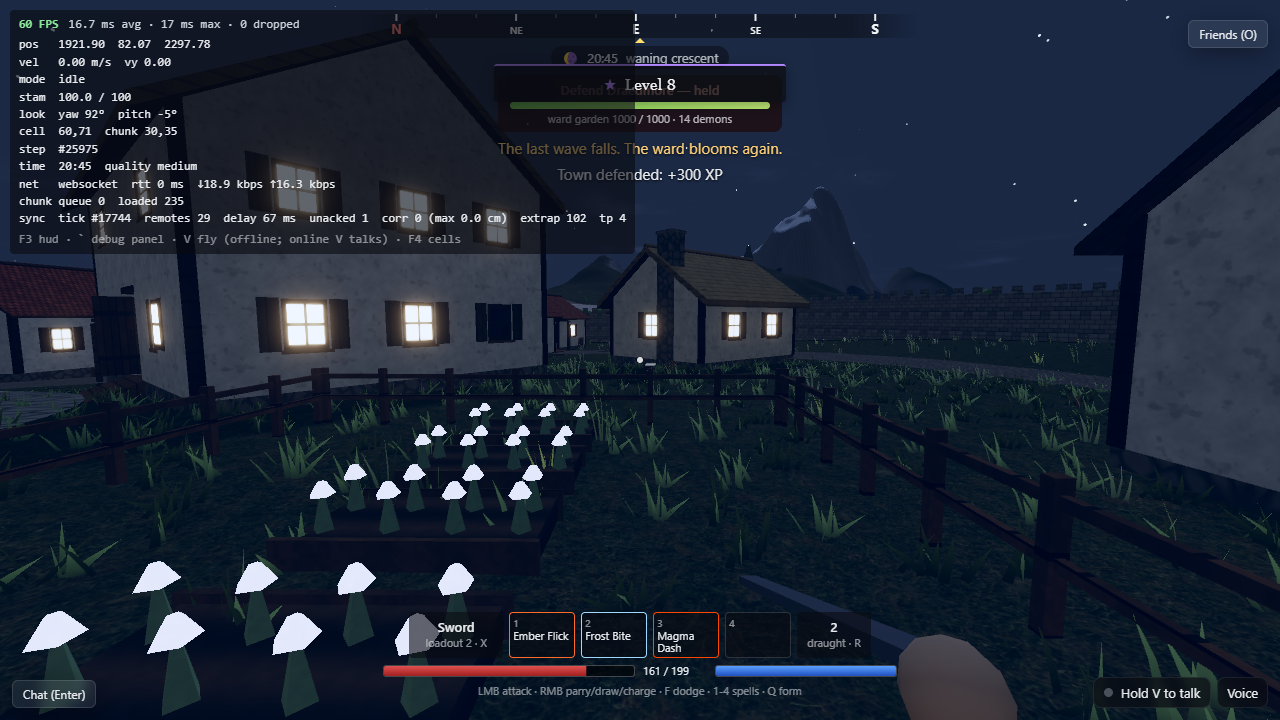 60 FPS 16.7 ms avg · 17 ms max · 0 dropped
pos 1921.90 82.07 2297.78
vel 0.00 m/s vy 0.00
mode idle
stam 100.0 / 100
look yaw 92° pitch -5°
cell 60,71 chunk 30,35
step #25975
time 20:45 quality medium
net websocket rtt 0 ms ↓18.9 kbps ↑16.3 kbps
chunk queue 0 loaded 235
sync tick #17744 remotes 29 delay 67 ms unacked 1 corr 0 (max 0.0 cm) extrap 102 tp 4
F3 hud · ` debug panel · V fly (offline; online V talks) · F4 cells
N NE E SE S
20:45 waning crescent
★ Level 8
Defend — held
ward garden 1000 / 1000 · 14 demons
The last wave falls. The ward blooms again.
Town defended: +300 XP
Friends (O)
Sword
loadout 2 · X
1 Ember Flick
2 Frost Bite
3 Magma Dash
4
2
draught · R
161 / 199
LMB attack · RMB parry/draw/charge · F dodge · 1-4 spells · Q form
Chat (Enter)
Hold V to talk
Voice